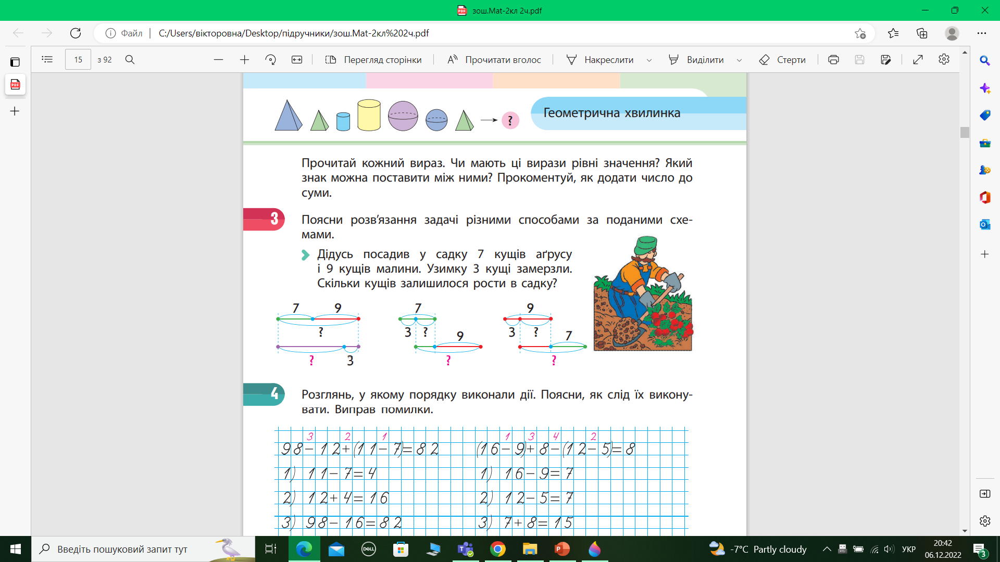 зош.Mat-2кл 2ч.pdf
Файл
C:/Users/вікторовна/Desktop/підручники/зош.Mat-2кл%202ч.pdf
15 з 92
Перегляд сторінки
Прочитати вголос
Накреслити
Виділити
Стерти
?
Геометрична хвилинка
Прочитай кожний вираз. Чи мають ці вирази рівні значення? Який
знак можна поставити між ними? Прокоментуй, як додати число до
суми.
3
Поясни розв’язання задачі різними способами за поданими схе-
мами.
Дідусь посадив у садку 7 кущів аґрусу
і 9 кущів малини. Узимку 3 кущі замерзли.
Скільки кущів залишилося рости в садку?
7 9
?
? 3
7
3 ?
9
?
9
3 ?
7
?
4
Розглянь, у якому порядку виконали дії. Поясни, як слід їх викону-
вати. Виправ помилки.
3 2 1
98−12+(11−7)=82
1) 11−7=4
2) 12+4=16
3) 98−16=82
1 3 4 2
(16−9)+8−(12−5)=8
1) 16−9=7
2) 12−5=7
3) 7+8=15
Введіть пошуковий запит тут
DELL
-7°C Partly cloudy
УКР
20:42
06.12.2022
3